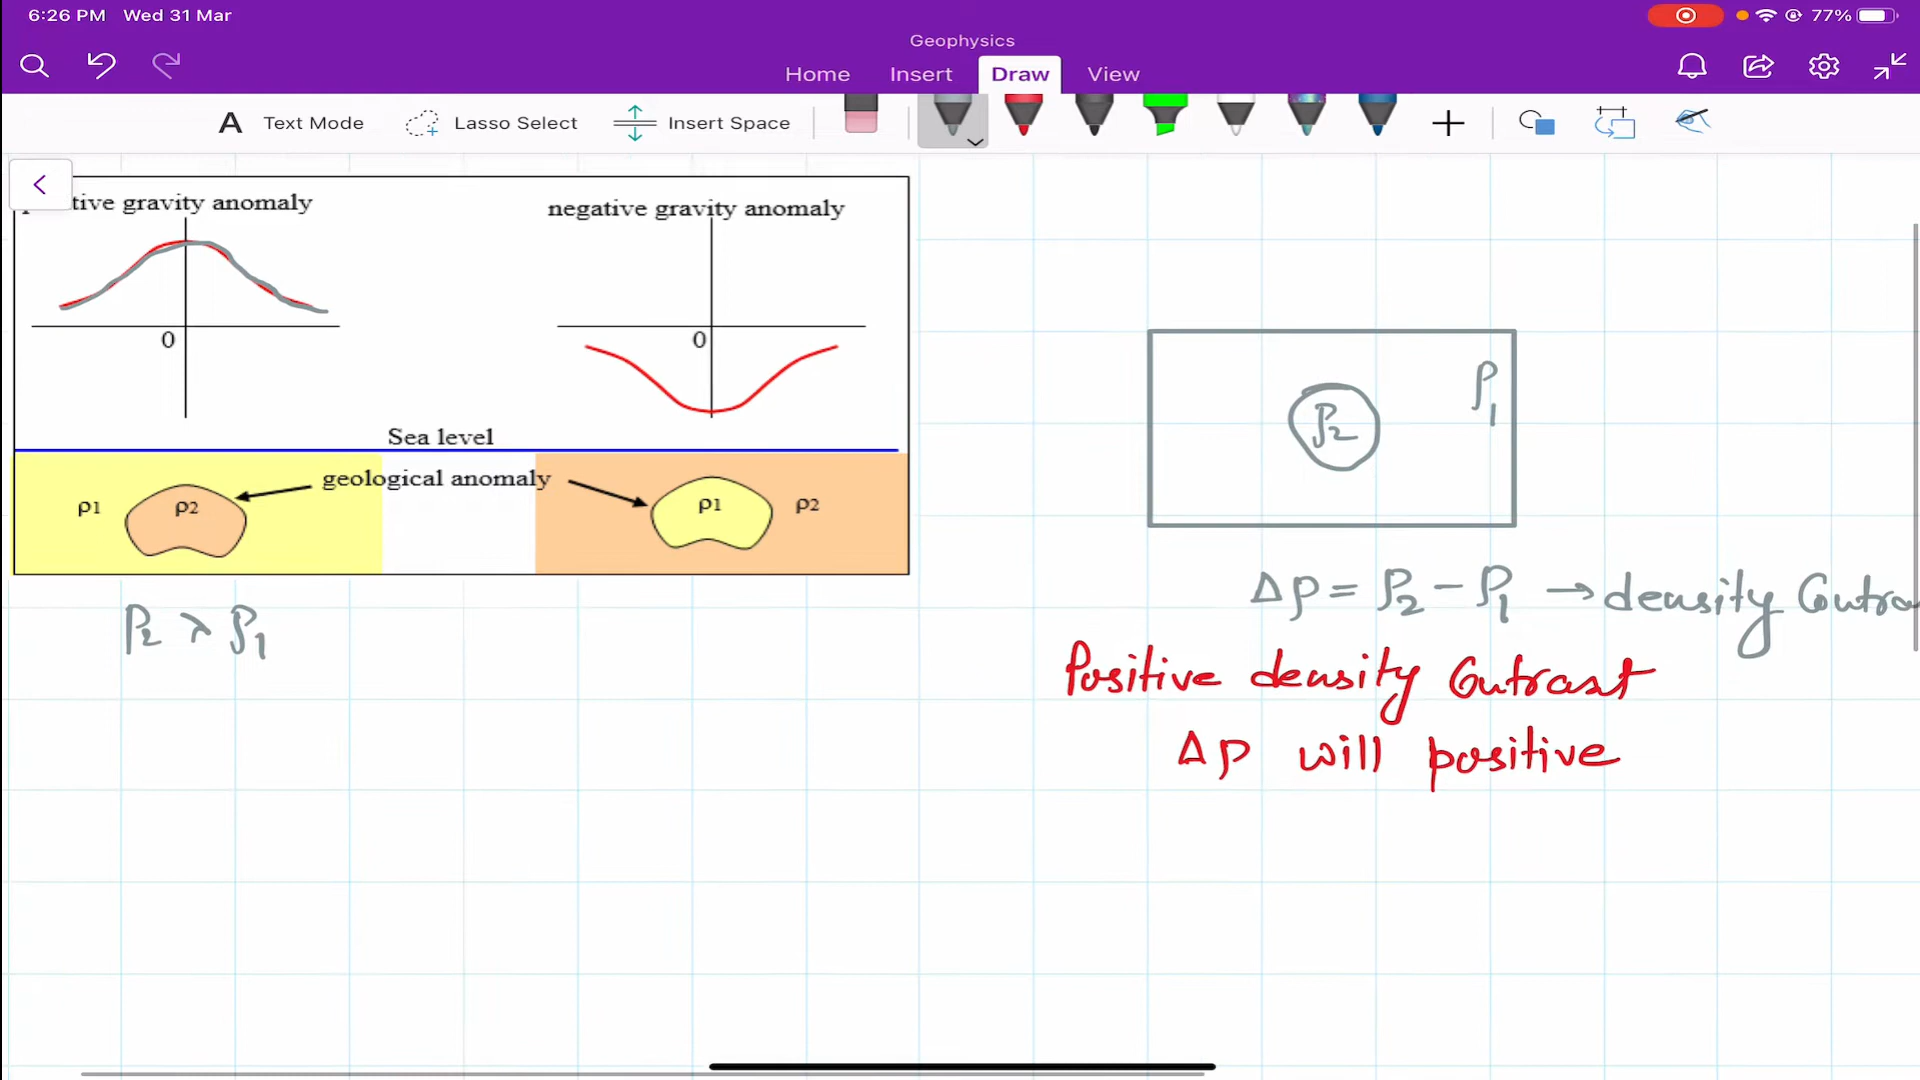 6:26 PM Wed 31 Mar
77%
Geophysics
Home Insert Draw View
A Text Mode Lasso Select Insert Space
tive gravity anomaly
negative gravity anomaly
0
0
Sea level
geological anomaly
ρ1 ρ2
ρ1 ρ2
ρ2 > ρ1
ρ2
ρ1
Δρ = ρ2 - ρ1 → density Contra
Positive density Contrast
Δρ will positive